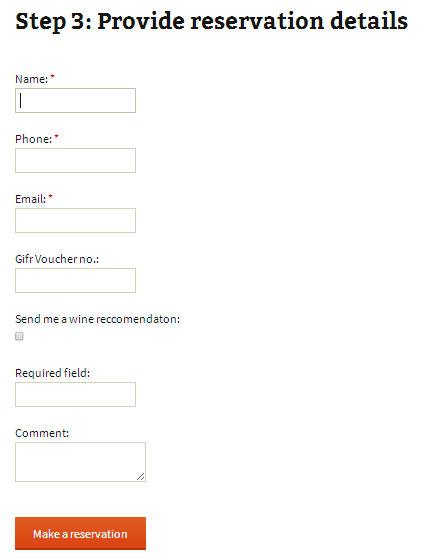 Step 3: Provide reservation details
Name: *
Phone: *
Email: *
Gifr Voucher no.:
Send me a wine reccomendaton:
Required field:
Comment:
Make a reservation